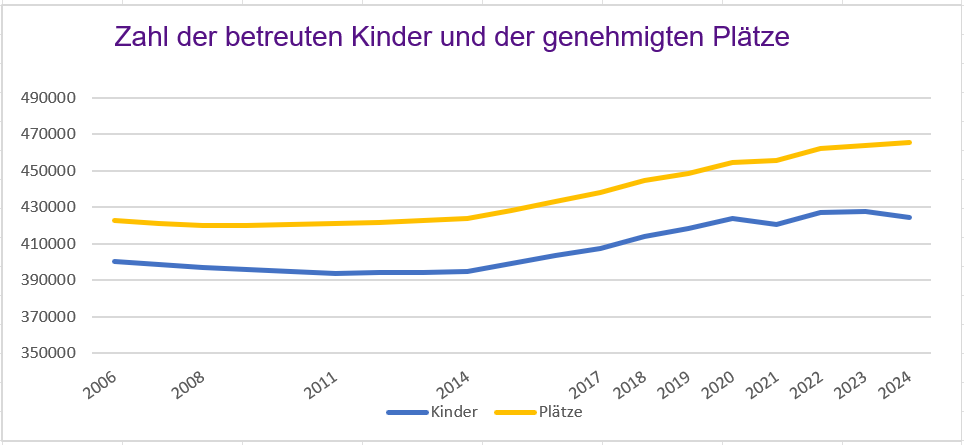 Zahl der betreuten Kinder und der genehmigten Plätze
490000
470000
450000
430000
410000
390000
370000
350000
2006 2008 2011 2014 2017 2018 2019 2020 2021 2022 2023 2024
Kinder Plätze